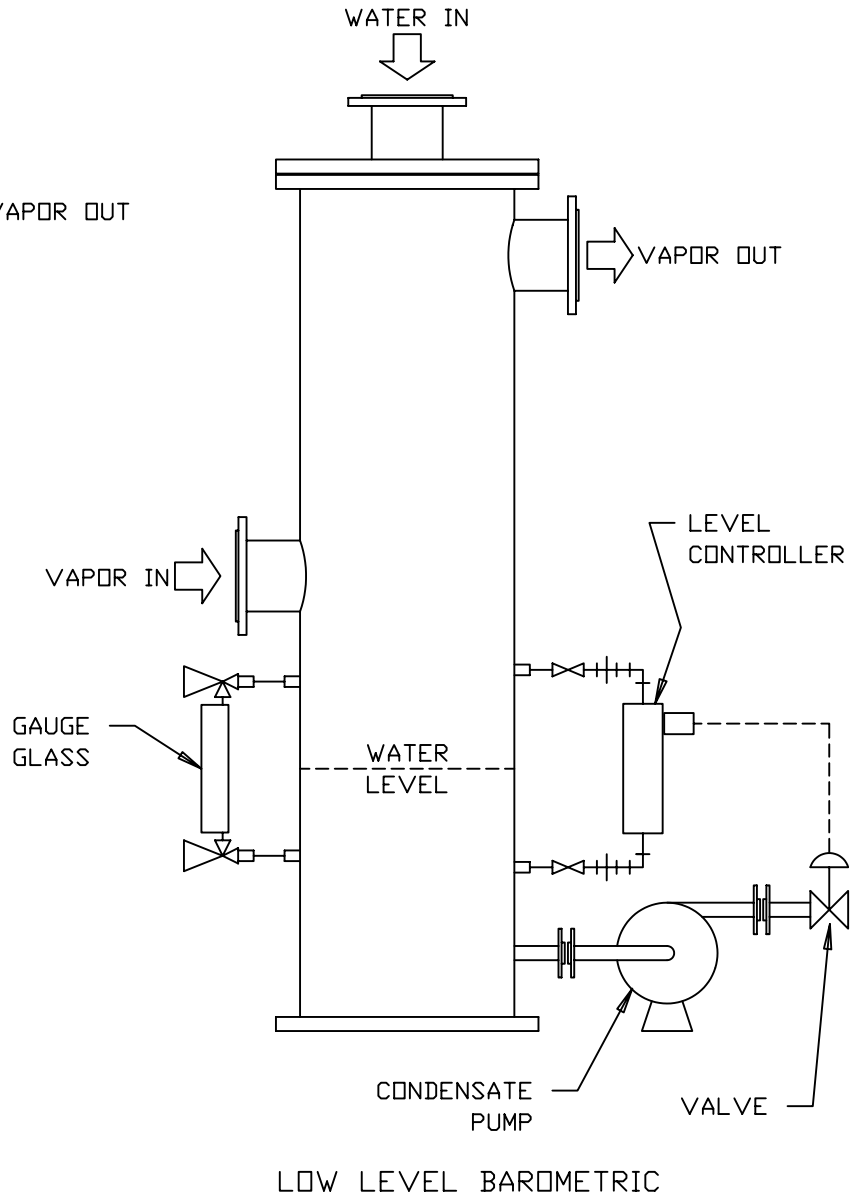 WATER IN
VAPOR OUT
VAPOR OUT
LEVEL
CONTROLLER
VAPOR IN
GAUGE
GLASS
WATER
LEVEL
CONDENSATE
PUMP
VALVE
LOW LEVEL BAROMETRIC